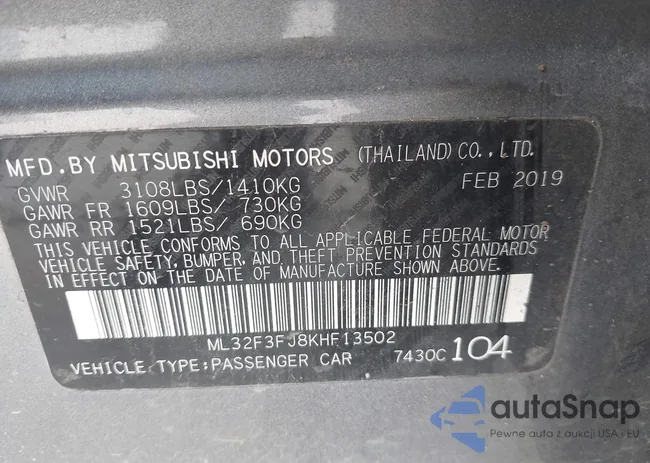 MFD.BY MITSUBISHI MOTORS (THAILAND) CO., LTD.
GVWR 3108LBS/1410KG FEB 2019
GAWR FR 1609LBS/ 730KG
GAWR RR 1521LBS/ 690KG
THIS VEHICLE CONFORMS TO ALL APPLICABLE FEDERAL MOTOR
VEHICLE SAFETY, BUMPER, AND THEFT PREVENTION STANDARDS
IN EFFECT ON THE DATE OF MANUFACTURE SHOWN ABOVE.
ML32F3FJ8KHF13502
VEHICLE TYPE:PASSENGER CAR 7430C 104
autaSnap
Pewne auta z aukcji USA i EU